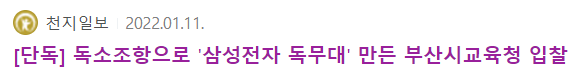 천지일보 2022.01.11.
[단독] 독소조항으로 '삼성전자 독무대' 만든 부산시교육청 입찰